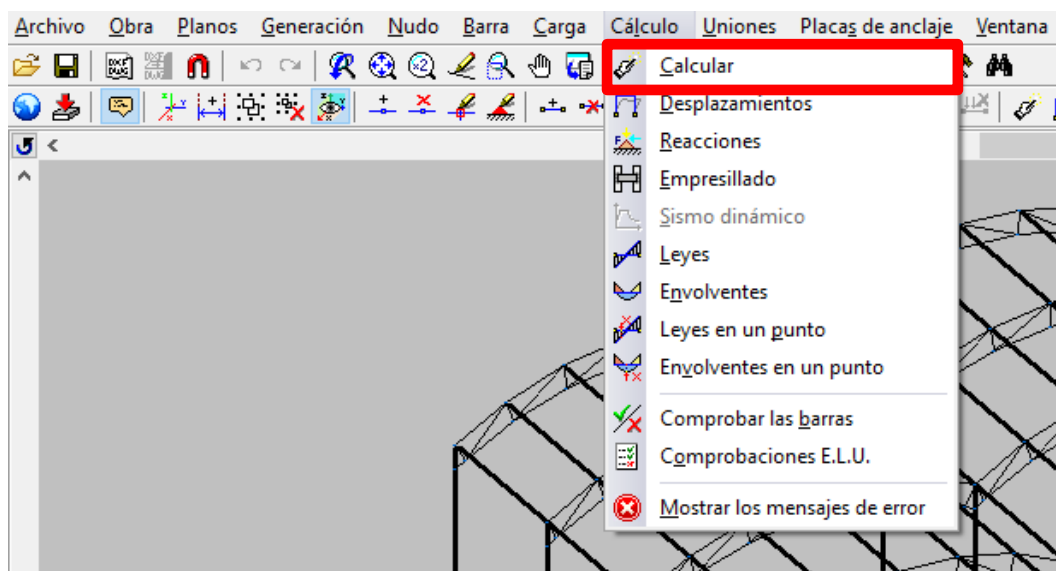 Archivo Obra Planos Generación Nudo Barra Carga Cálculo Uniones Placas de anclaje Ventana
Calcular
Desplazamientos
Reacciones
Empresillado
Sismo dinámico
Leyes
Envolventes
Leyes en un punto
Envolventes en un punto
Comprobar las barras
Comprobaciones E.L.U.
Mostrar los mensajes de error